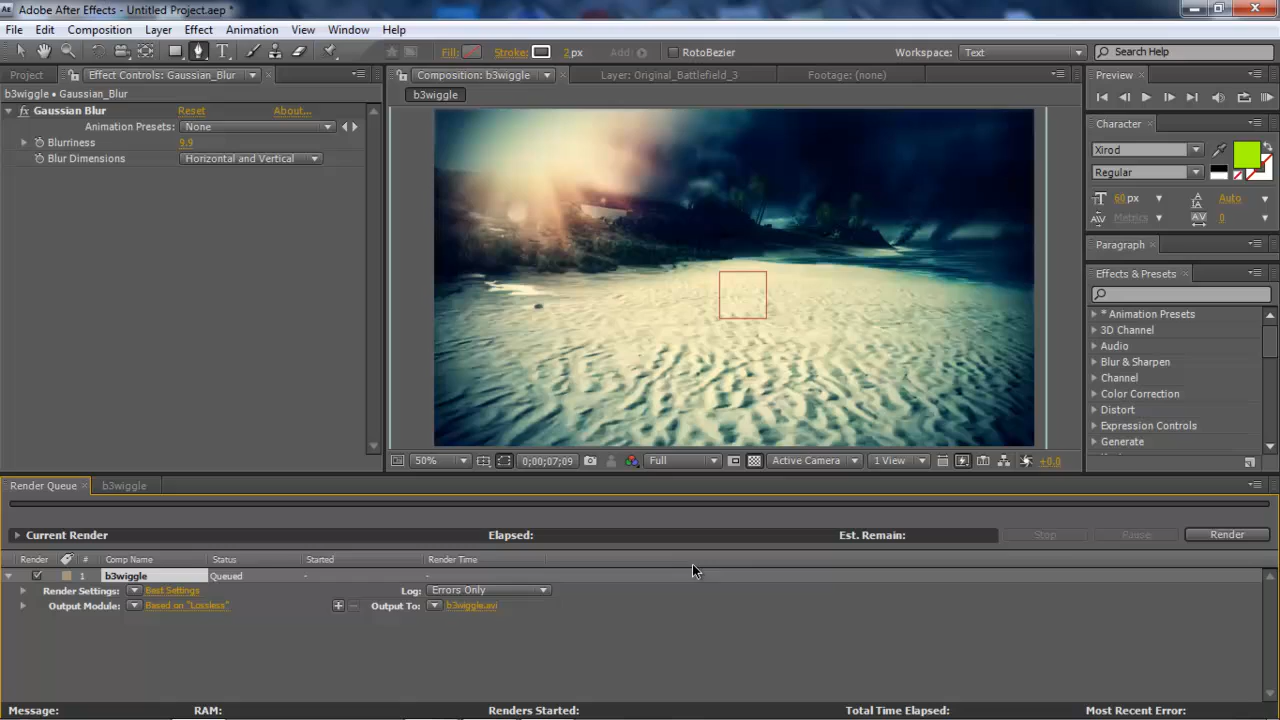 Adobe After Effects - Untitled Project.aep *
File Edit Composition Layer Effect Animation View Window Help
Fill: Stroke: 2 px Add: RotoBezier Workspace: Text Search Help
Project Effect Controls: Gaussian_Blur Composition: b3wiggle Layer: Original_Battlefield_3 Footage: (none) Preview
b3wiggle • Gaussian_Blur b3wiggle
fx Gaussian Blur Reset About...
Animation Presets: None
Blurriness 9.9
Blur Dimensions Horizontal and Vertical
Character
Xirod
Regular
60 px Auto
Metrics 0
Paragraph
Effects & Presets
* Animation Presets
3D Channel
Audio
Blur & Sharpen
Channel
Color Correction
Distort
Expression Controls
Generate
50% 0;00;07;09 Full Active Camera 1 View +0.0
Render Queue b3wiggle
Current Render Elapsed: Est. Remain: Stop Pause Render
Render # Comp Name Status Started Render Time
1 b3wiggle Queued - -
Render Settings: Best Settings Log: Errors Only
Output Module: Based on "Lossless" Output To: b3wiggle.avi
Message: RAM: Renders Started: Total Time Elapsed: Most Recent Error: